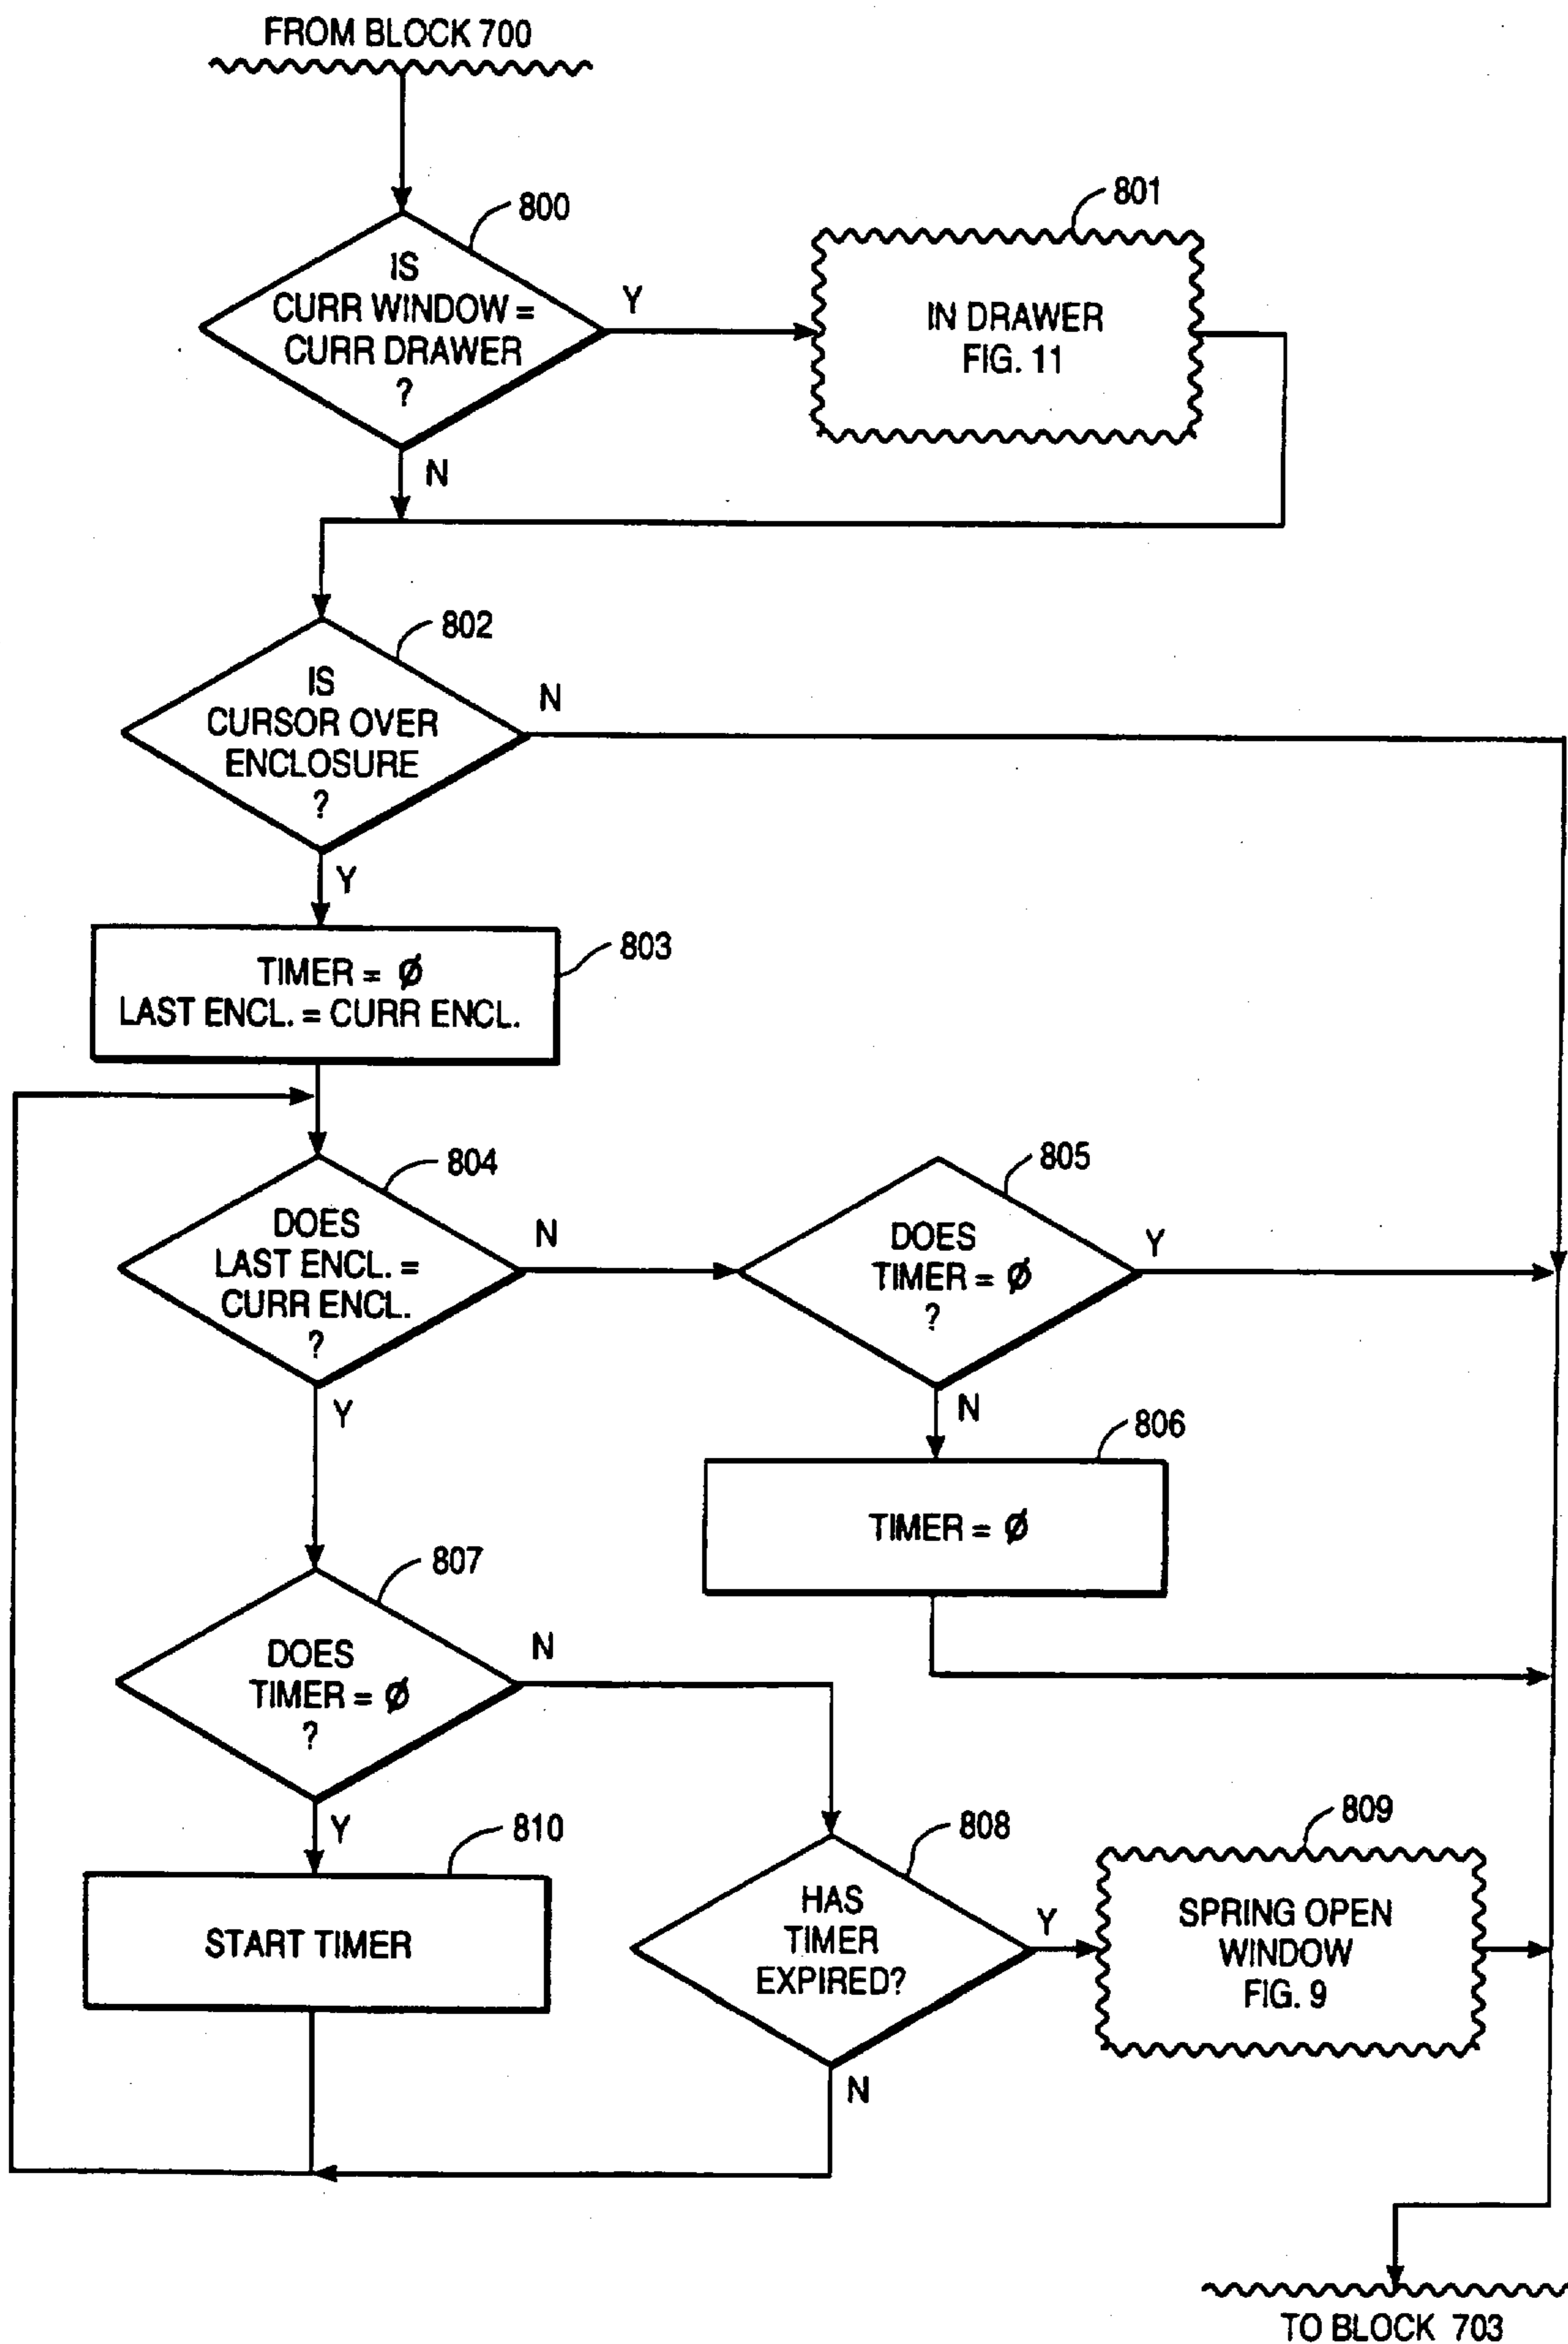 FROM BLOCK 700
800
IS
CURR WINDOW =
CURR DRAWER
?
Y
N
801
IN DRAWER
FIG. 11
802
IS
CURSOR OVER
ENCLOSURE
?
N
Y
803
TIMER = Ø
LAST ENCL. = CURR ENCL.
804
DOES
LAST ENCL. =
CURR ENCL.
?
N
Y
805
DOES
TIMER = Ø
?
Y
N
806
TIMER = Ø
807
DOES
TIMER = Ø
?
N
Y
810
START TIMER
808
HAS
TIMER
EXPIRED?
Y
N
809
SPRING OPEN
WINDOW
FIG. 9
TO BLOCK 703